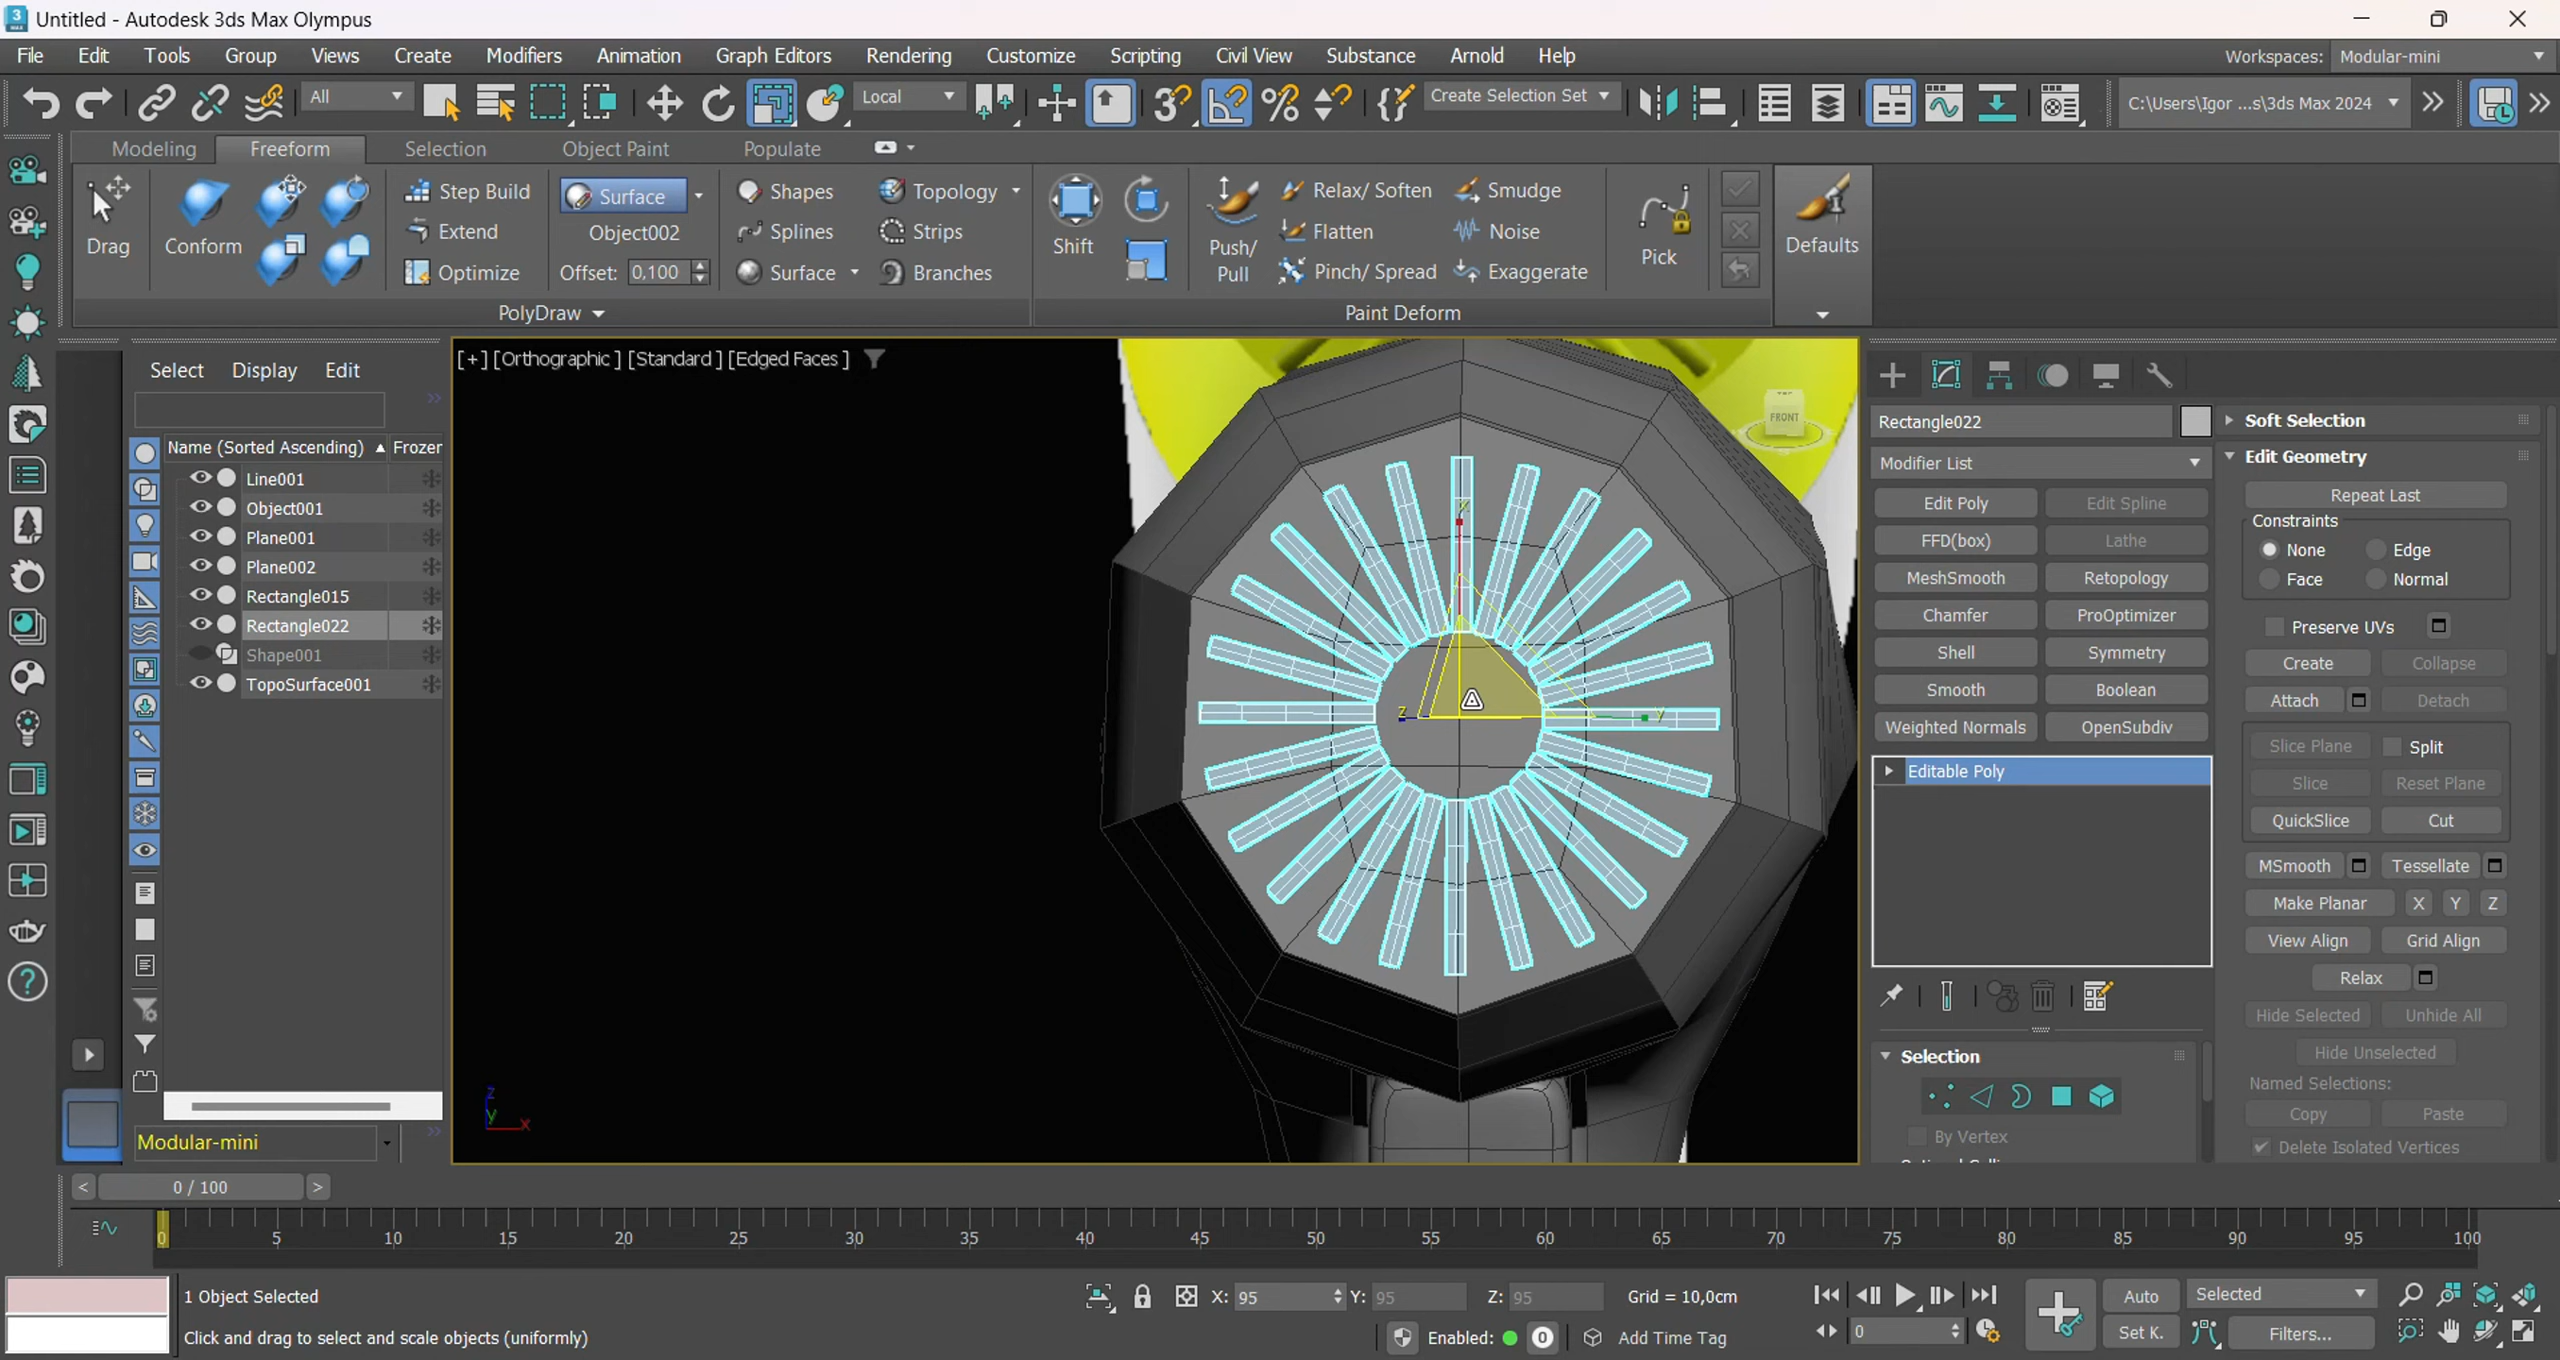 Untitled - Autodesk 3ds Max Olympus
File Edit Tools Group Views Create Modifiers Animation Graph Editors Rendering Customize Scripting Civil View Substance Arnold Help Workspaces: Modular-mini
All Local Create Selection Set C:\Users\Igor ...s\3ds Max 2024
Modeling Freeform Selection Object Paint Populate
Drag Conform
Step Build
Extend
Optimize
Surface
Object002
Offset: 0,100
Shapes
Splines
Surface
Topology
Strips
Branches
PolyDraw
Shift
Push/
Pull
Relax/ Soften
Flatten
Pinch/ Spread
Smudge
Noise
Exaggerate
Pick
Paint Deform
Defaults
Select Display Edit
Name (Sorted Ascending) Frozen
Line001
Object001
Plane001
Plane002
Rectangle015
Rectangle022
Shape001
TopoSurface001
Modular-mini
[+] [Orthographic ] [Standard ] [Edged Faces ]
FRONT
x
z y
z
y
x
Rectangle022
Modifier List
Edit Poly Edit Spline
FFD(box) Lathe
MeshSmooth Retopology
Chamfer ProOptimizer
Shell Symmetry
Smooth Boolean
Weighted Normals OpenSubdiv
Editable Poly
Selection
By Vertex
Soft Selection
Edit Geometry
Repeat Last
Constraints
None Edge
Face Normal
Preserve UVs
Create Collapse
Attach Detach
Slice Plane Split
Slice Reset Plane
QuickSlice Cut
MSmooth Tessellate
Make Planar X Y Z
View Align Grid Align
Relax
Hide Selected Unhide All
Hide Unselected
Named Selections:
Copy Paste
Delete Isolated Vertices
< 0 / 100 >
0 5 10 15 20 25 30 35 40 45 50 55 60 65 70 75 80 85 90 95 100
1 Object Selected
Click and drag to select and scale objects (uniformly)
X: 95 Y: 95 Z: 95 Grid = 10,0cm
Enabled: 0 Add Time Tag
0
Auto Selected
Set K. Filters...